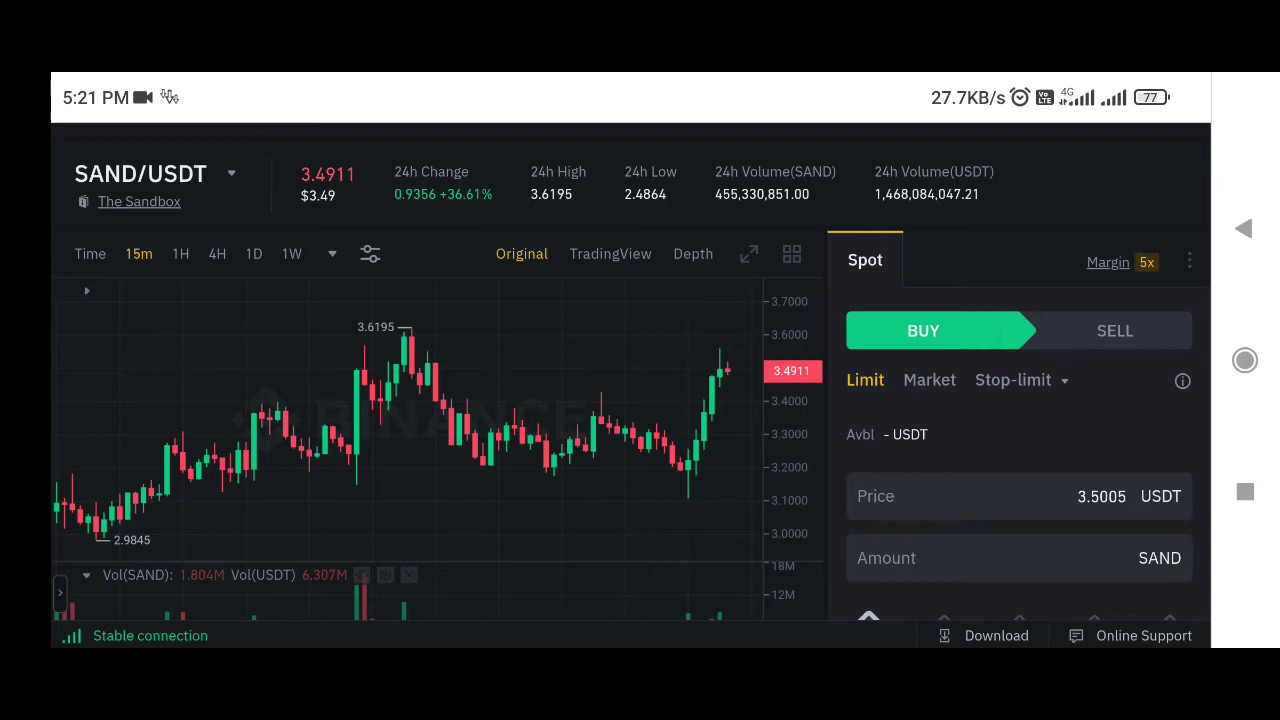 5:21 PM
27.7KB/s Vo LTE 4G 77
SAND/USDT
The Sandbox
3.4911
$3.49
24h Change
0.9356 +36.61%
24h High
3.6195
24h Low
2.4864
24h Volume(SAND)
455,330,851.00
24h Volume(USDT)
1,468,084,047.21
Time 15m 1H 4H 1D 1W
Original TradingView Depth
3.7000
3.6000
3.4911
3.4000
3.3000
3.2000
3.1000
3.0000
3.6195
2.9845
BINANCE
Vol(SAND): 1.804M Vol(USDT) 6.307M
18M
12M
Spot
Margin 5x
BUY SELL
Limit Market Stop-limit
Avbl - USDT
Price 3.5005 USDT
Amount SAND
Stable connection
Download Online Support